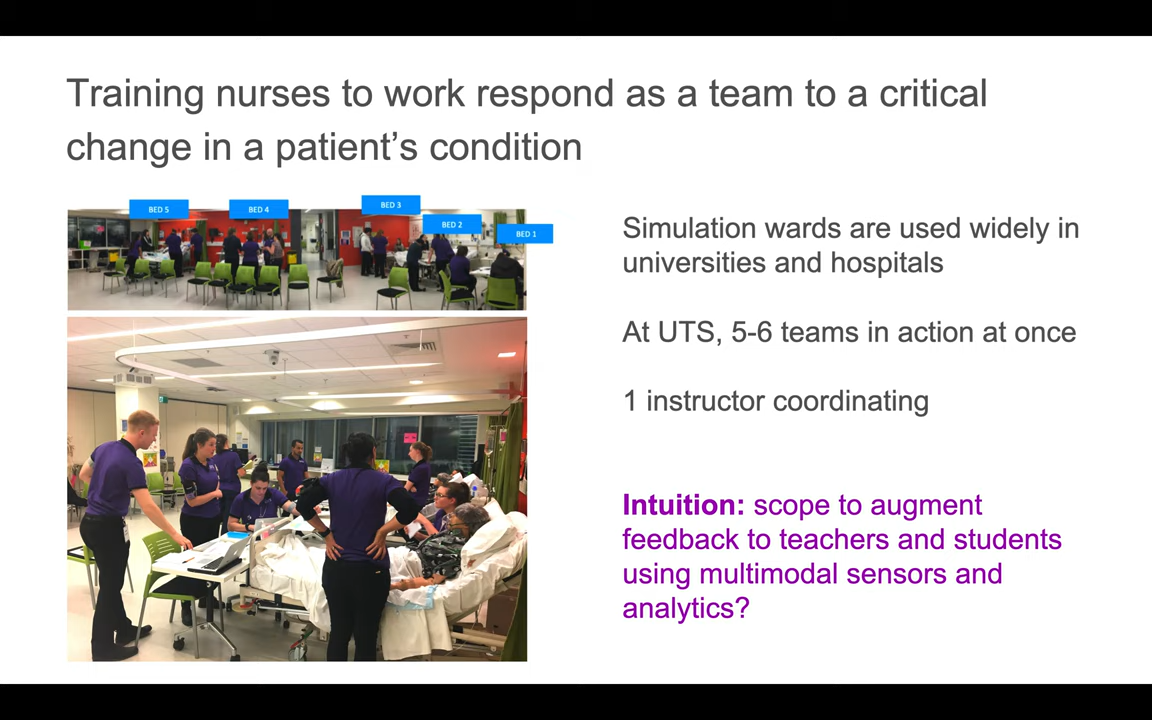 Training nurses to work respond as a team to a critical
change in a patient’s condition
BED 5
BED 4
BED 3
BED 2
BED 1
Simulation wards are used widely in
universities and hospitals
At UTS, 5-6 teams in action at once
1 instructor coordinating
Intuition: scope to augment
feedback to teachers and students
using multimodal sensors and
analytics?